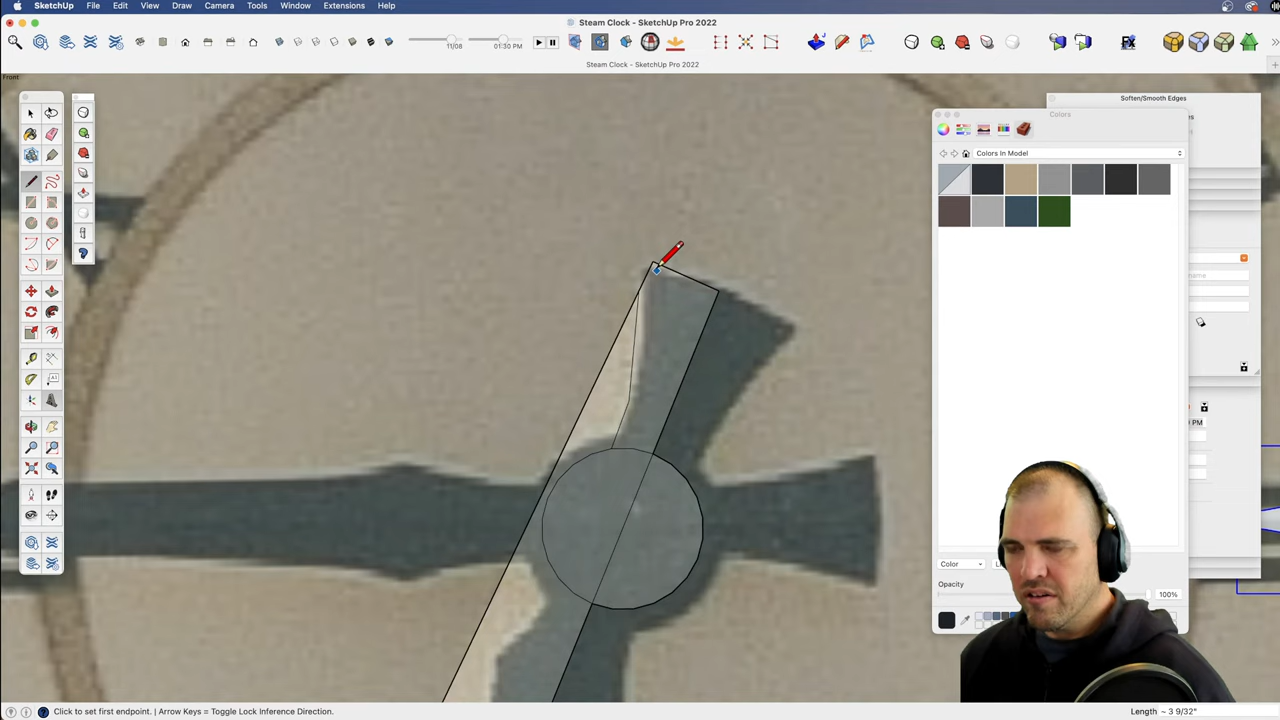 SketchUp File Edit View Draw Camera Tools Window Extensions Help
Steam Clock - SketchUp Pro 2022
11/08 01:30 PM
Steam Clock - SketchUp Pro 2022
Front
Soften/Smooth Edges
Colors
Colors In Model
name
PM
Color
Opacity
100%
Click to set first endpoint. | Arrow Keys = Toggle Lock Inference Direction.
Length ~ 3 9/32"